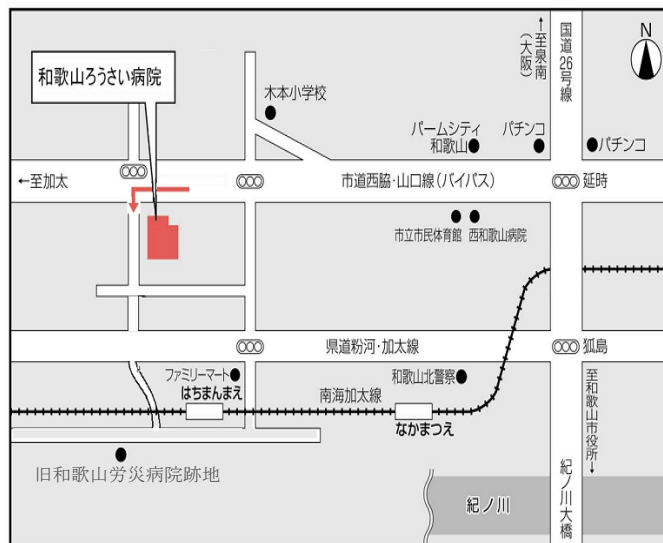 和歌山ろうさい病院
木本小学校
←至泉南
(大阪)
国道26号線
N
パームシティ
和歌山
パチンコ
パチンコ
←至加太
市道西脇・山口線(バイパス)
延時
市立市民体育館
西和歌山病院
県道粉河・加太線
狐島
ファミリーマート
はちまんまえ
南海加太線
和歌山北警察
なかまつえ
至和歌山市役所→
旧和歌山労災病院跡地
紀ノ川
紀ノ川大橋